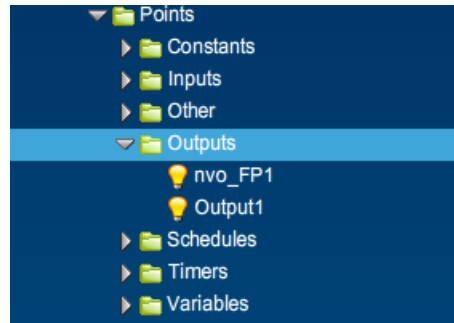 Points
Constants
Inputs
Other
Outputs
nvo_FP1
Output1
Schedules
Timers
Variables